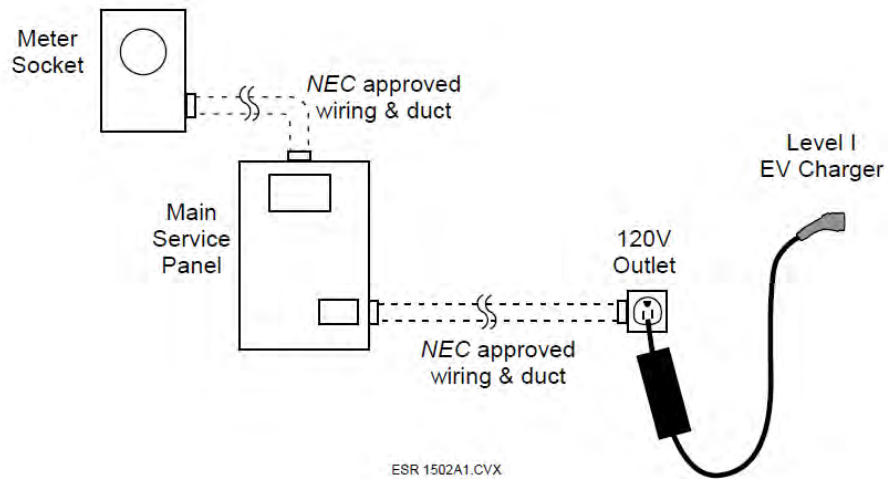 Meter
Socket
NEC approved
wiring & duct
Level I
EV Charger
Main
Service
Panel
120V
Outlet
NEC approved
wiring & duct
ESR 1502A1.CVX